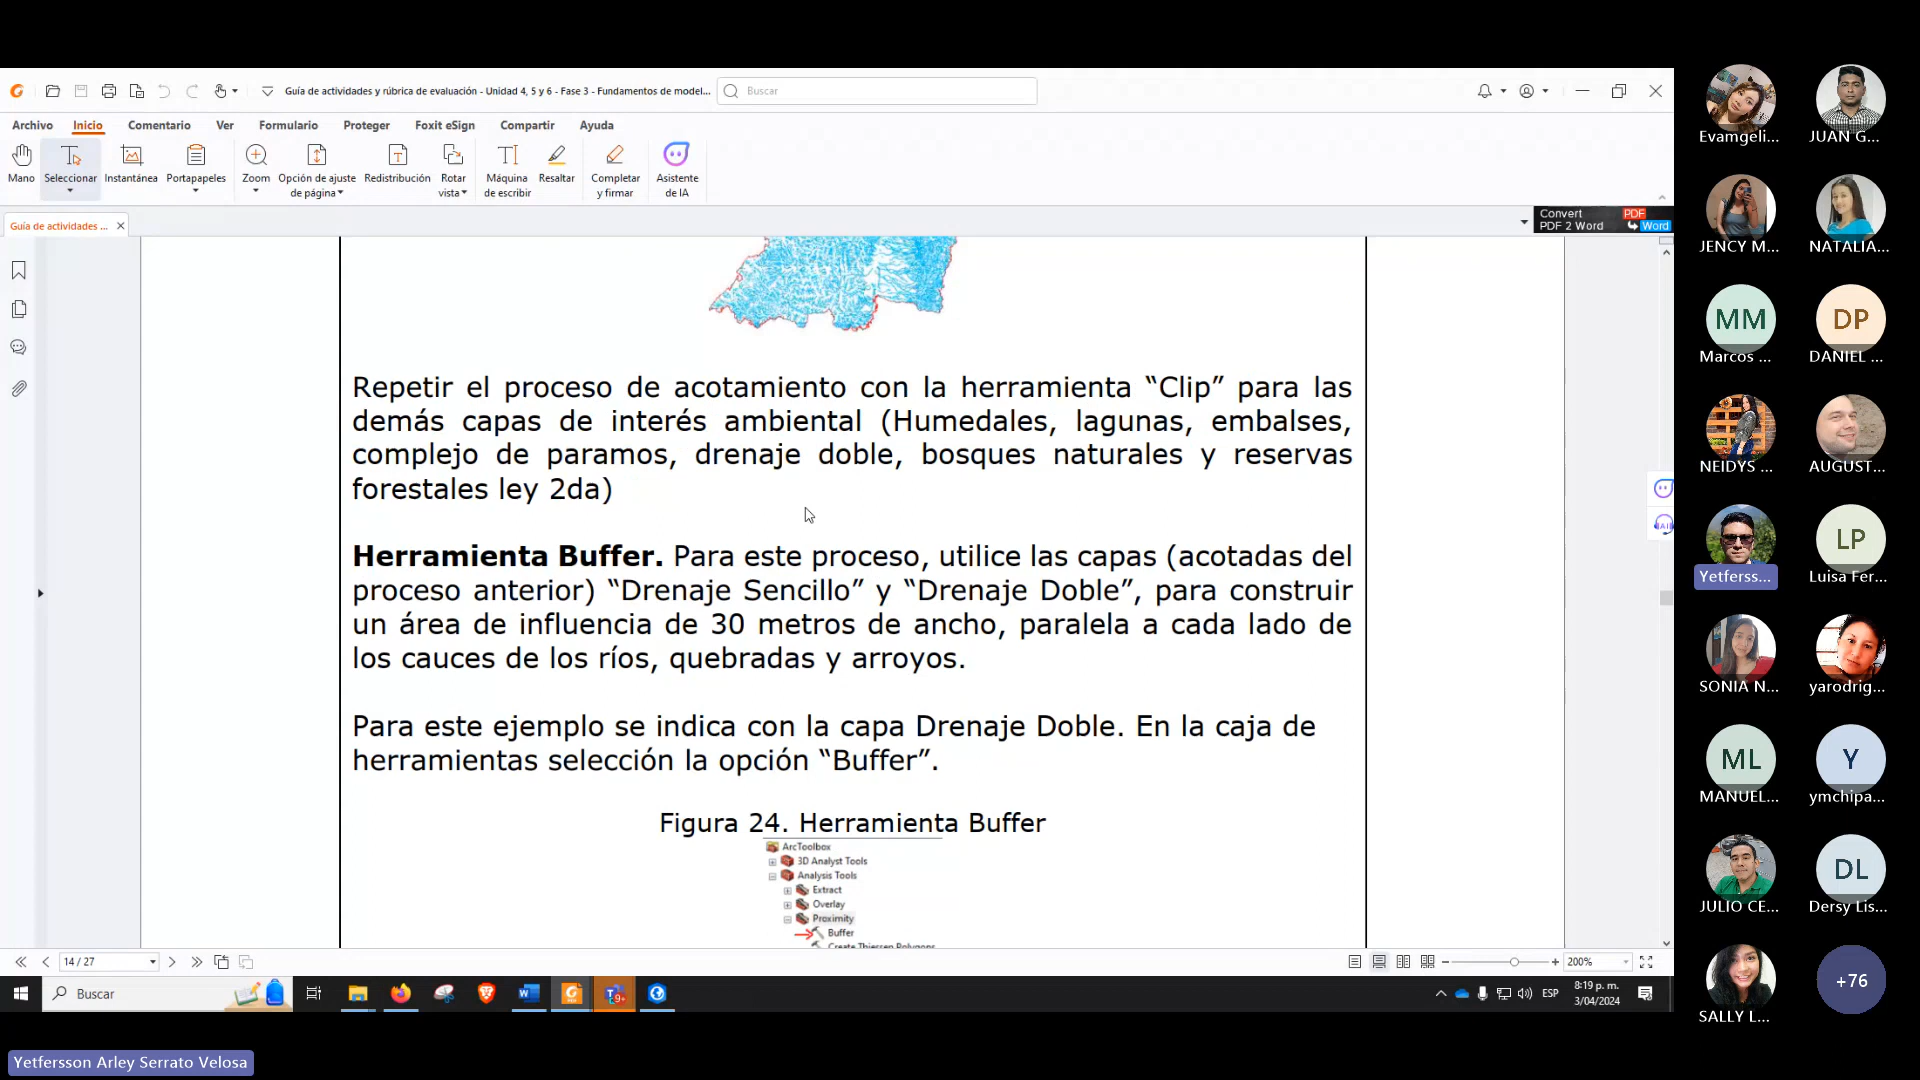 Guía de actividades y rúbrica de evaluación - Unidad 4, 5 y 6 - Fase 3 - Fundamentos de model...
Buscar
Archivo Inicio Comentario Ver Formulario Proteger Foxit eSign Compartir Ayuda
Mano Seleccionar Instantánea Portapapeles Zoom Opción de ajuste de página Redistribución Rotar vista Máquina de escribir Resaltar Completar y firmar Asistente de IA
Guía de actividades ...
Convert PDF
PDF 2 Word Word
Repetir el proceso de acotamiento con la herramienta “Clip” para las
demás capas de interés ambiental (Humedales, lagunas, embalses,
complejo de paramos, drenaje doble, bosques naturales y reservas
forestales ley 2da)
Herramienta Buffer. Para este proceso, utilice las capas (acotadas del
proceso anterior) “Drenaje Sencillo” y “Drenaje Doble”, para construir
un área de influencia de 30 metros de ancho, paralela a cada lado de
los cauces de los ríos, quebradas y arroyos.
Para este ejemplo se indica con la capa Drenaje Doble. En la caja de
herramientas selección la opción “Buffer”.
Figura 24. Herramienta Buffer
ArcToolbox
3D Analyst Tools
Analysis Tools
Extract
Overlay
Proximity
Buffer
Create Thiessen Polygons
14 / 27
200%
Buscar
ESP
8:19 p. m.
3/04/2024
Evamgeli... JUAN G...
JENCY M... NATALIA...
MM DP
Marcos ... DANIEL ...
NEIDYS ... AUGUST...
LP
Yetferss... Luisa Fer...
SONIA N... yarodrig...
ML Y
MANUEL... ymchipa...
DL
JULIO CE... Dersy Lis...
+76
SALLY L...
Yetfersson Arley Serrato Velosa